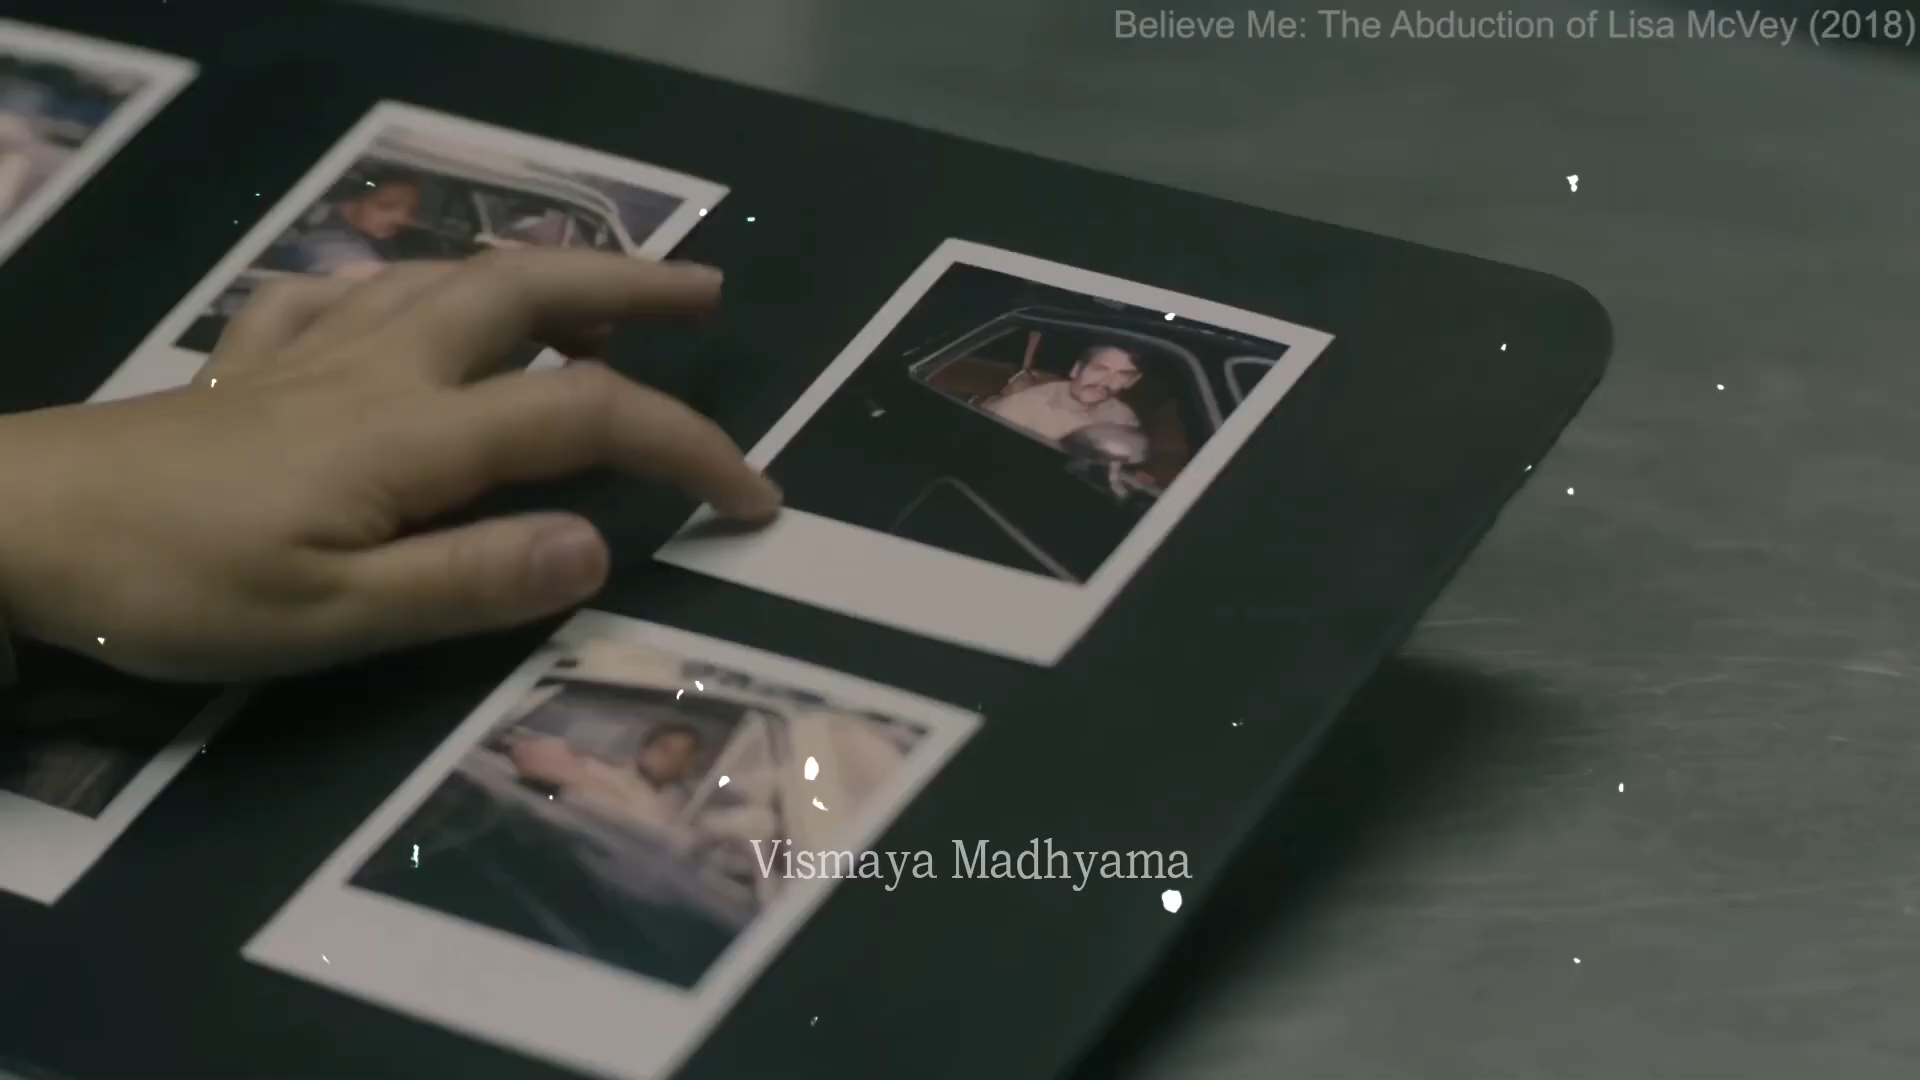 Believe Me: The Abduction of Lisa McVey (2018)
Vismaya Madhyama